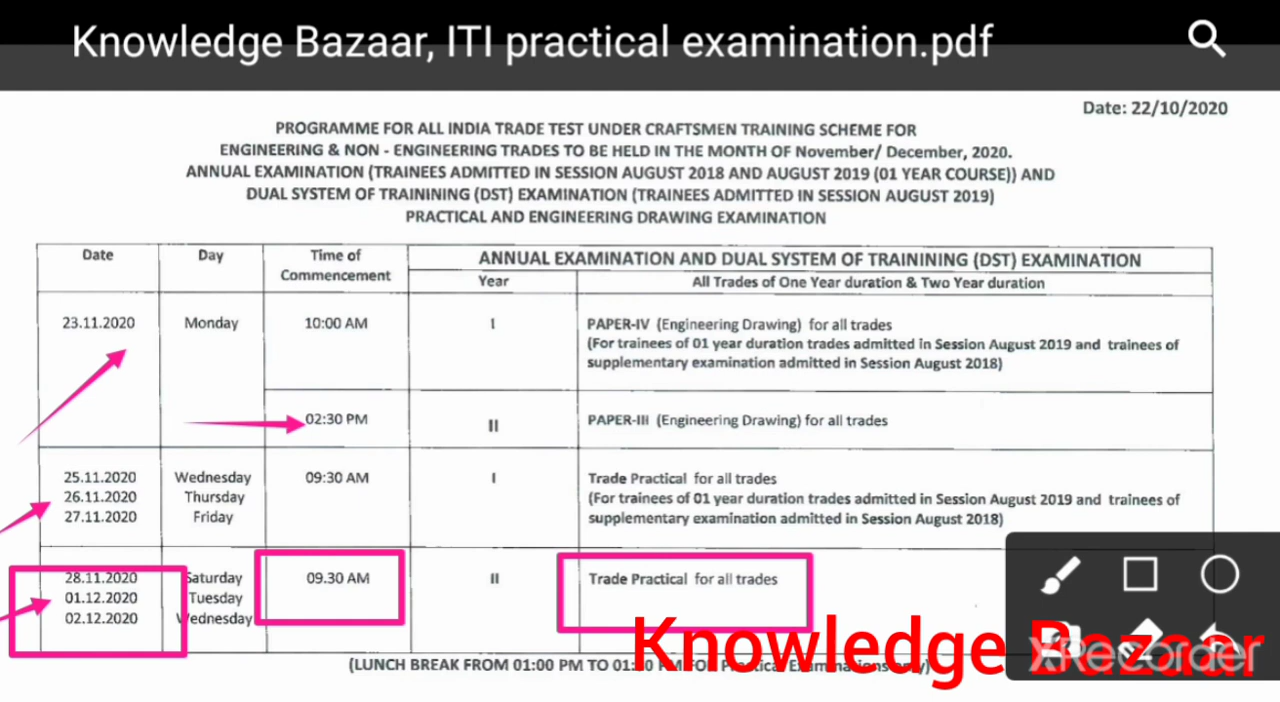 Knowledge Bazaar, ITI practical examination.pdf
Date: 22/10/2020
PROGRAMME FOR ALL INDIA TRADE TEST UNDER CRAFTSMEN TRAINING SCHEME FOR
ENGINEERING & NON - ENGINEERING TRADES TO BE HELD IN THE MONTH OF November/ December, 2020.
ANNUAL EXAMINATION (TRAINEES ADMITTED IN SESSION AUGUST 2018 AND AUGUST 2019 (01 YEAR COURSE)) AND
DUAL SYSTEM OF TRAININING (DST) EXAMINATION (TRAINEES ADMITTED IN SESSION AUGUST 2019)
PRACTICAL AND ENGINEERING DRAWING EXAMINATION
Date Day Time of Commencement ANNUAL EXAMINATION AND DUAL SYSTEM OF TRAININING (DST) EXAMINATION
Year All Trades of One Year duration & Two Year duration
23.11.2020 Monday 10:00 AM I PAPER-IV (Engineering Drawing) for all trades
(For trainees of 01 year duration trades admitted in Session August 2019 and trainees of
supplementary examination admitted in Session August 2018)
02:30 PM II PAPER-III (Engineering Drawing) for all trades
25.11.2020 Wednesday 09:30 AM I Trade Practical for all trades
26.11.2020 Thursday (For trainees of 01 year duration trades admitted in Session August 2019 and trainees of
27.11.2020 Friday supplementary examination admitted in Session August 2018)
28.11.2020 Saturday 09.30 AM II Trade Practical for all trades
01.12.2020 Tuesday
02.12.2020 Wednesday
Knowledge Bazaar
(LUNCH BREAK FROM 01:00 PM TO PM FOR Practical Examinations only)
XRecorder